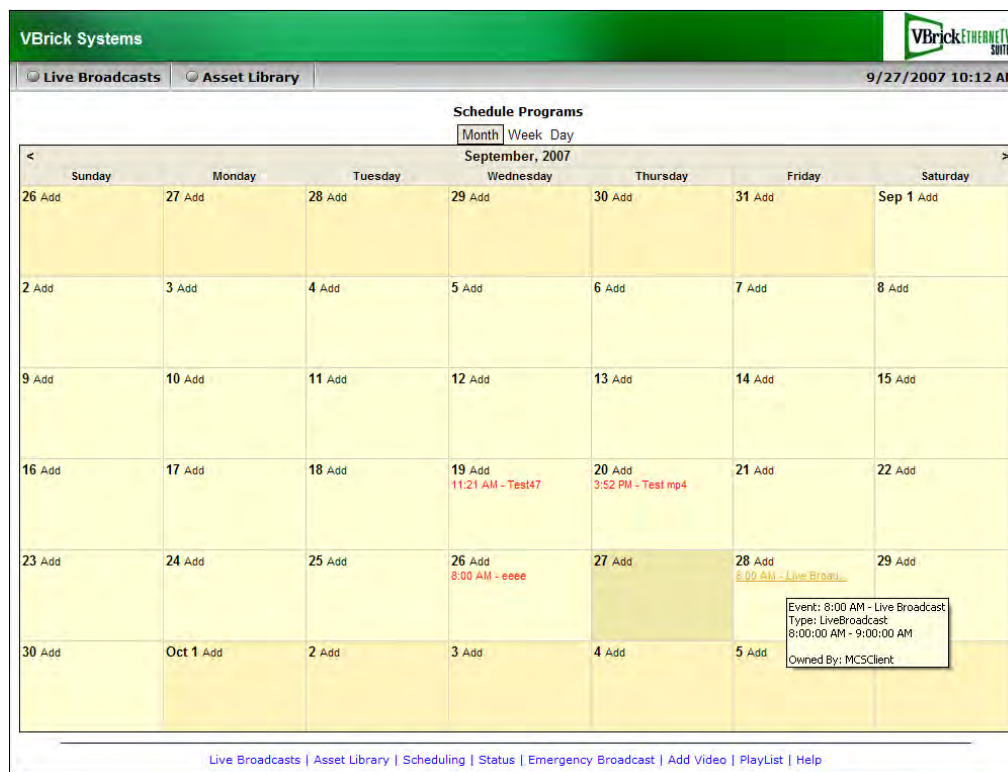 VBrick Systems
VBrick ETHERNETV
SUITE
Live Broadcasts Asset Library 9/27/2007 10:12 A
Schedule Programs
Month Week Day
< September, 2007 >
Sunday Monday Tuesday Wednesday Thursday Friday Saturday
26 Add 27 Add 28 Add 29 Add 30 Add 31 Add Sep 1 Add
2 Add 3 Add 4 Add 5 Add 6 Add 7 Add 8 Add
9 Add 10 Add 11 Add 12 Add 13 Add 14 Add 15 Add
16 Add 17 Add 18 Add 19 Add 20 Add 21 Add 22 Add
11:21 AM - Test47 3:52 PM - Test mp4
23 Add 24 Add 25 Add 26 Add 27 Add 28 Add 29 Add
8:00 AM - eeee 8:00 AM - Live Broau...
Event: 8:00 AM - Live Broadcast
Type: LiveBroadcast
8:00:00 AM - 9:00:00 AM
Owned By: MCSClient
30 Add Oct 1 Add 2 Add 3 Add 4 Add 5 Add
Live Broadcasts | Asset Library | Scheduling | Status | Emergency Broadcast | Add Video | PlayList | Help